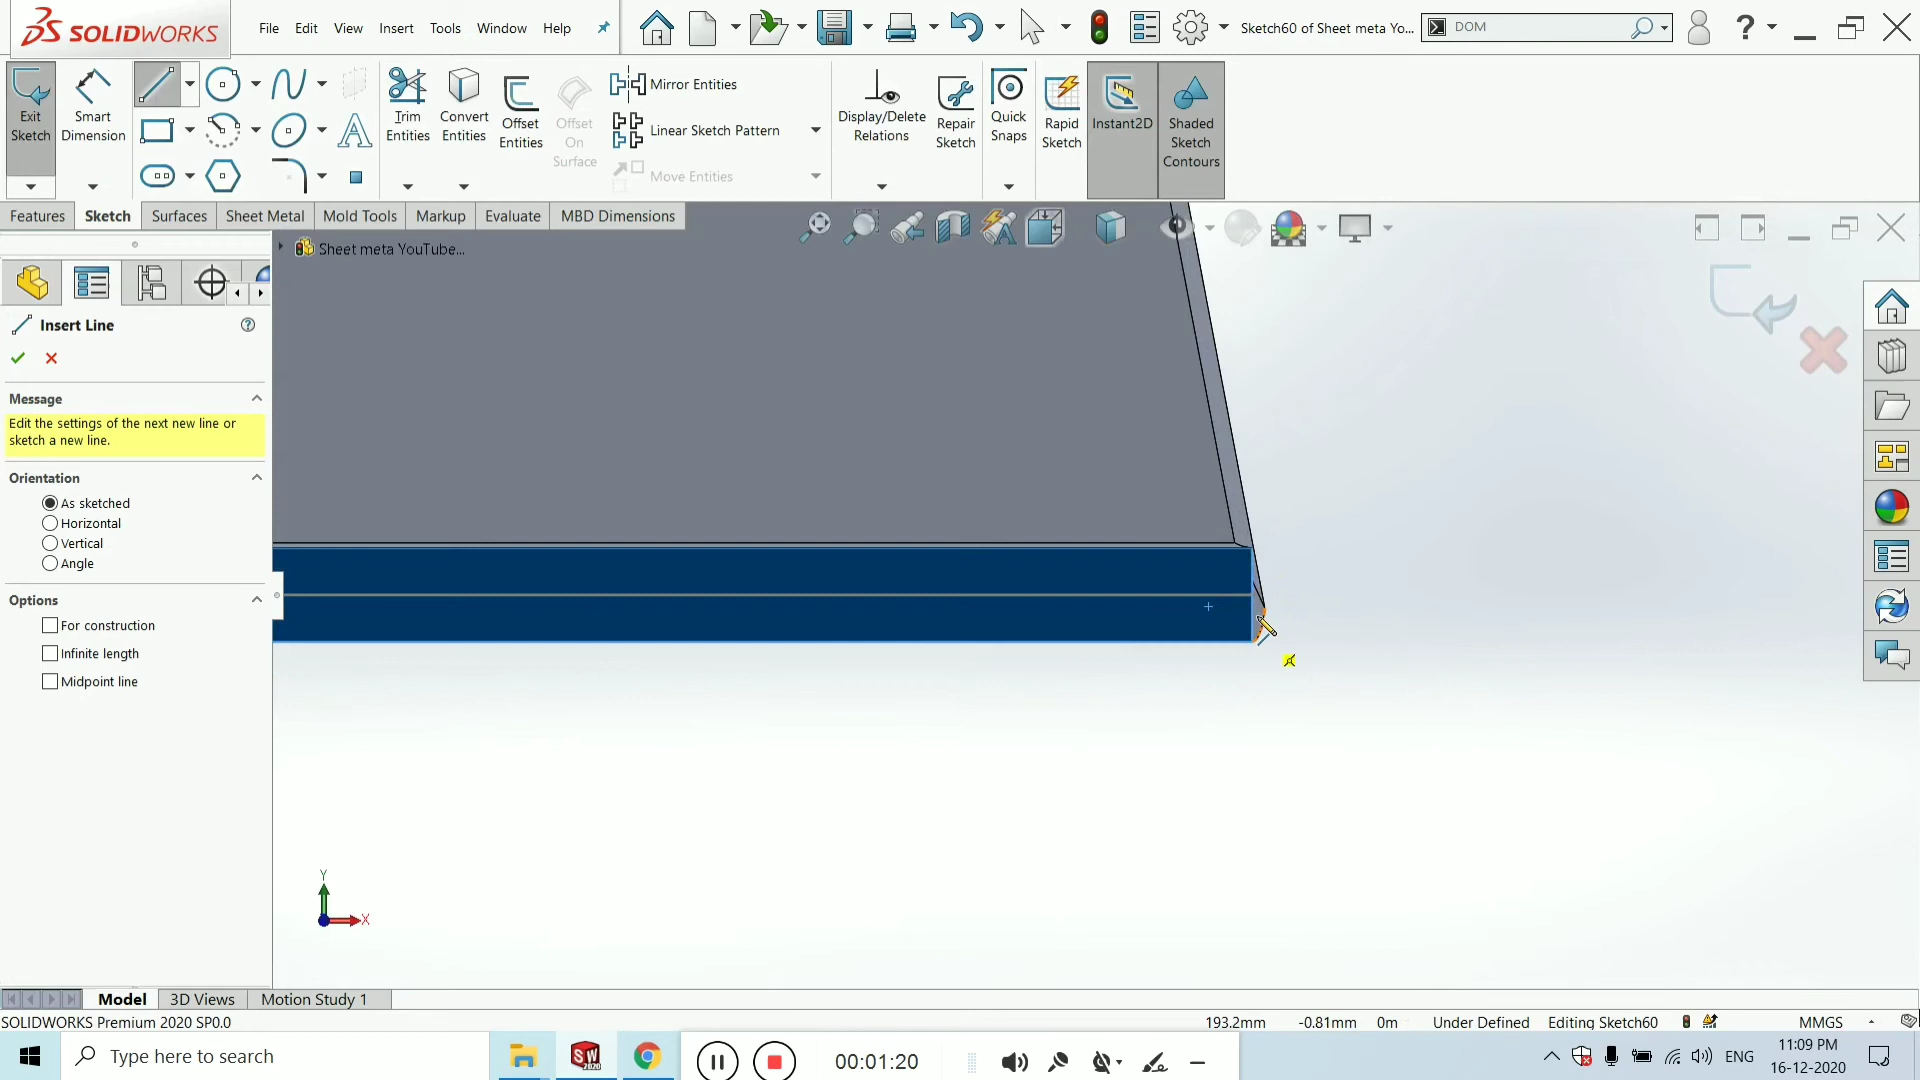 SOLIDWORKS
File Edit View Insert Tools Window Help
Sketch60 of Sheet meta Yo...
DOM
Exit Sketch
Smart Dimension
Trim Entities
Convert Entities
Offset Entities
Offset On Surface
Mirror Entities
Linear Sketch Pattern
Move Entities
Display/Delete Relations
Repair Sketch
Quick Snaps
Rapid Sketch
Instant2D
Shaded Sketch Contours
Features Sketch Surfaces Sheet Metal Mold Tools Markup Evaluate MBD Dimensions
Sheet meta YouTube...
Insert Line
Message
Edit the settings of the next new line or
sketch a new line.
Orientation
As sketched
Horizontal
Vertical
Angle
Options
For construction
Infinite length
Midpoint line
Y
X
Model 3D Views Motion Study 1
SOLIDWORKS Premium 2020 SP0.0
193.2mm -0.81mm 0m Under Defined Editing Sketch60 MMGS
Type here to search
SW
2020
00:01:20
ENG
11:09 PM
16-12-2020